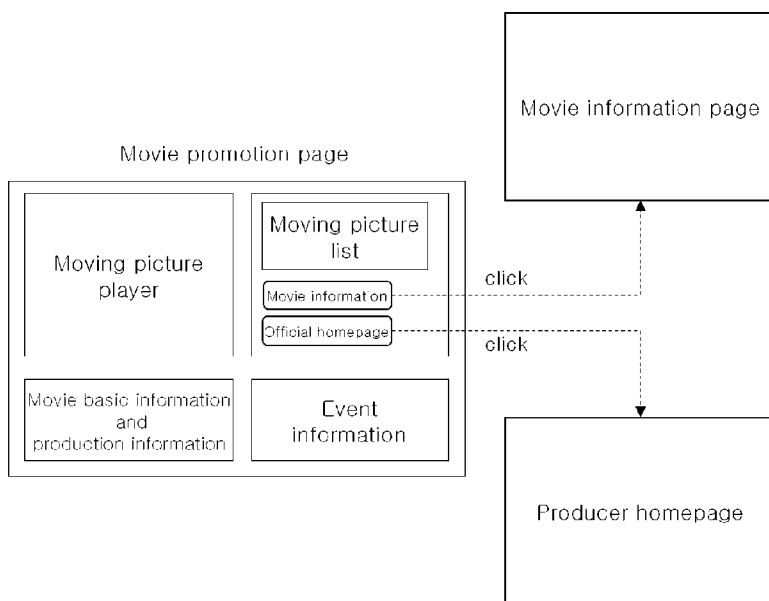 Movie promotion page
Moving picture
player
Moving picture
list
Movie information
Official homepage
Movie basic information
and
production information
Event
information
click
click
Movie information page
Producer homepage